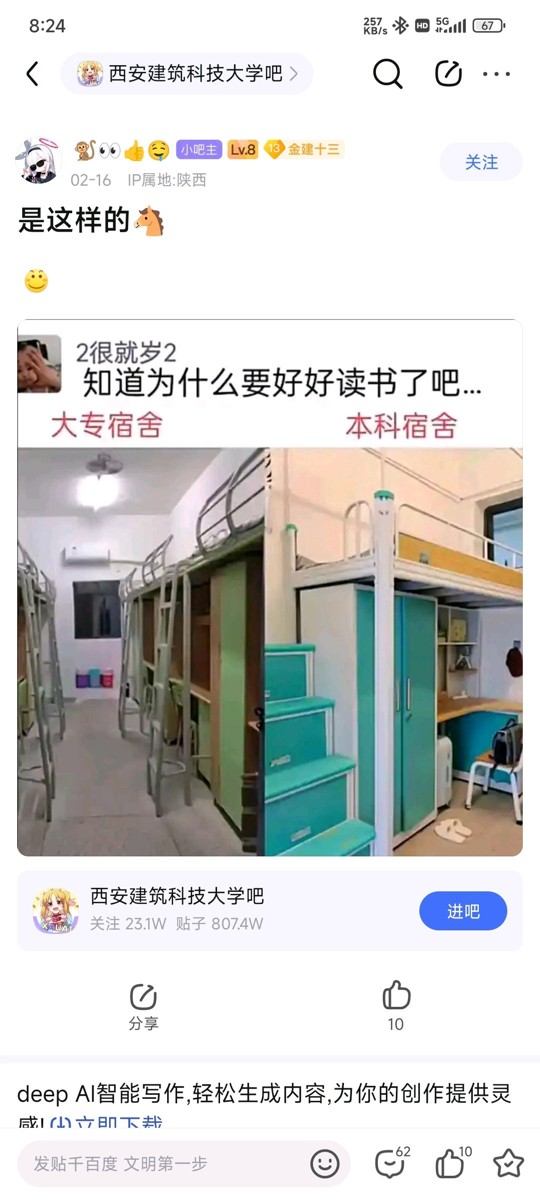 8:24
257 KB/s HD 5G 67
西安建筑科技大学吧
🐒👀👍🤤 小吧主 Lv.8 13 金建十三
关注
02-16 IP属地:陕西
是这样的🐴
2很就岁2
知道为什么要好好读书了吧...
大专宿舍 本科宿舍
西安建筑科技大学吧
关注 23.1W 贴子 807.4W
进吧
分享 10
deep AI智能写作,轻松生成内容,为你的创作提供灵
感! 立即下载
发贴千百度 文明第一步
62 10